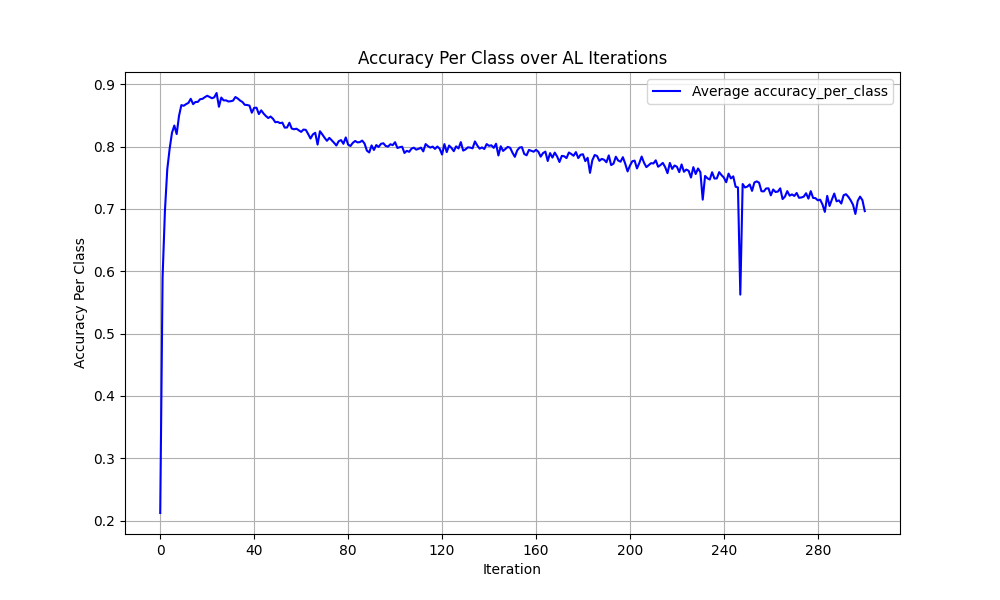 Accuracy Per Class over AL Iterations
Average accuracy_per_class
Accuracy Per Class
0.9
0.8
0.7
0.6
0.5
0.4
0.3
0.2
0 40 80 120 160 200 240 280
Iteration